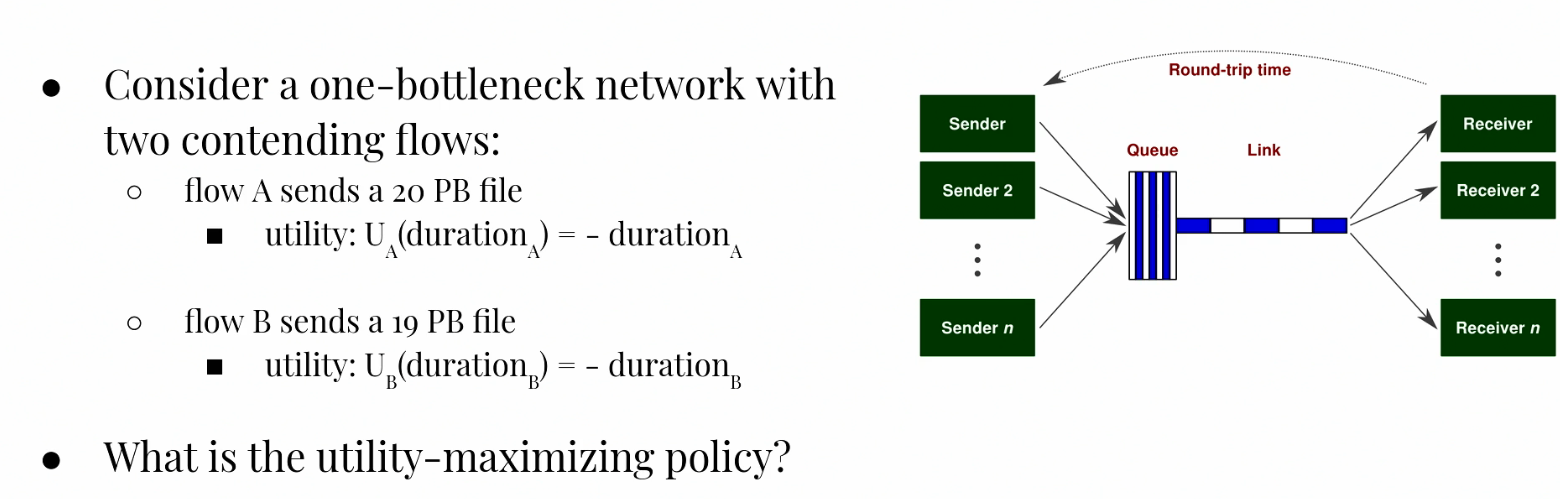 ● Consider a one-bottleneck network with
two contending flows:
○ flow A sends a 20 PB file
■ utility: U_A(duration_A) = - duration_A
○ flow B sends a 19 PB file
■ utility: U_B(duration_B) = - duration_B
● What is the utility-maximizing policy?
Round-trip time
Sender
Receiver
Queue
Link
Sender 2
Receiver 2
Sender n
Receiver n